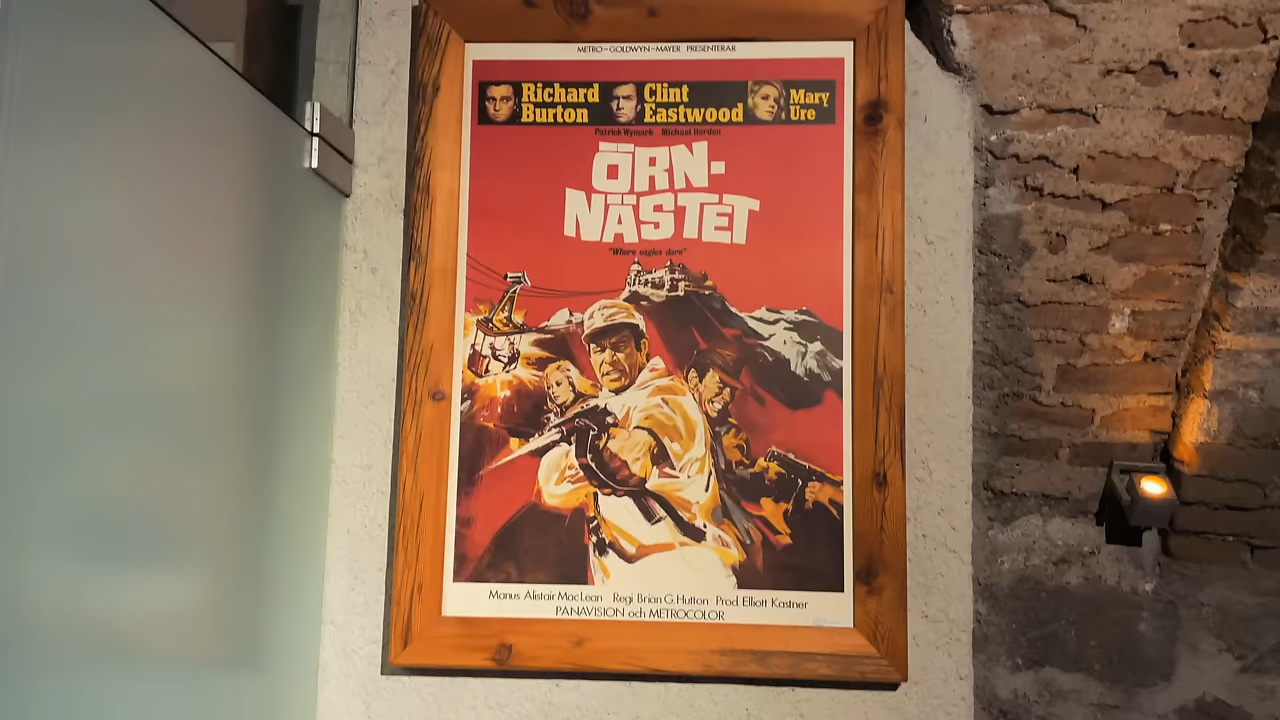 METRO-GOLDWYN-MAYER PRESENTERAR
Richard Burton
Clint Eastwood
Mary Ure
Patrick Wymark Michael Hordern
ÖRN-
NÄSTET
"Where eagles dare"
Manus Alistair MacLean Regi Brian G. Hutton Prod. Elliott Kastner
PANAVISION och METROCOLOR